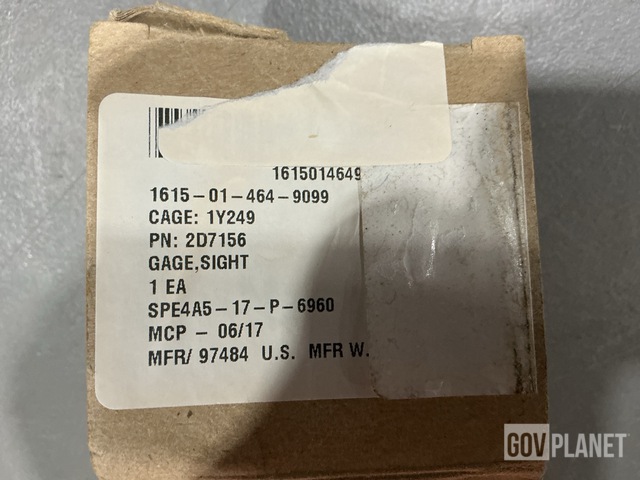 1615014649
1615-01-464-9099
CAGE: 1Y249
PN: 2D7156
GAGE,SIGHT
1 EA
SPE4A5-17-P-6960
MCP - 06/17
MFR/ 97484 U.S. MFR W.
GOVPLANET